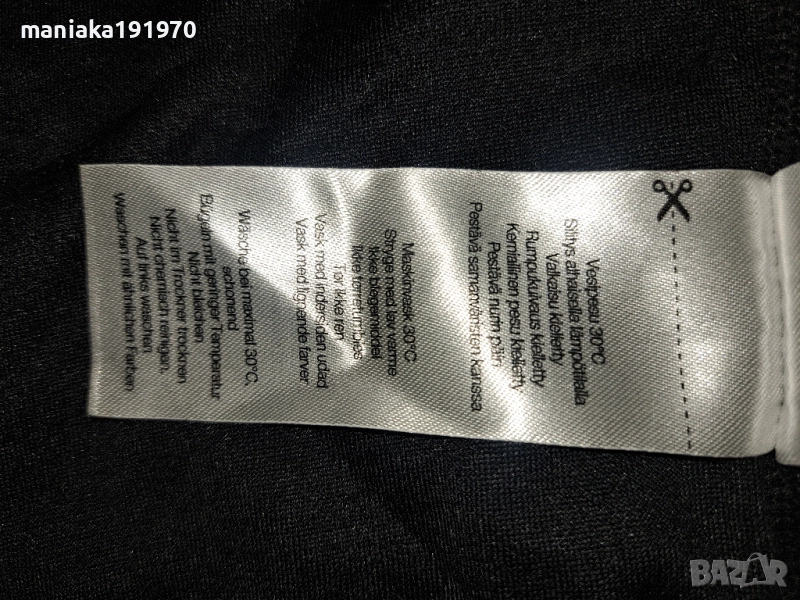 maniaka191970
Vesipesu 30°C
Silitys alhaisella lämpötilalla
Valkaisu kielletty
Rumpukuivaus kielletty
Kemiallinen pesu kielletty
Pestävä nurin päin
Pestävä samanväristen kanssa
Maskinvask 30°C
Stryge med lav varme
Ikke blegemiddel
Ikke tørretumbles
Tør ikke ren
Vask med indersiden udad
Vask med lignende farver
Wäsche bei maximal 30°C,
schonend
Bügeln mit geringer Temperatur
Nicht bleichen
Nicht im Trockner trocknen
Nicht chemisch reinigen.
Auf links waschen
Waschen mit ähnlichen Farben
BAZAR